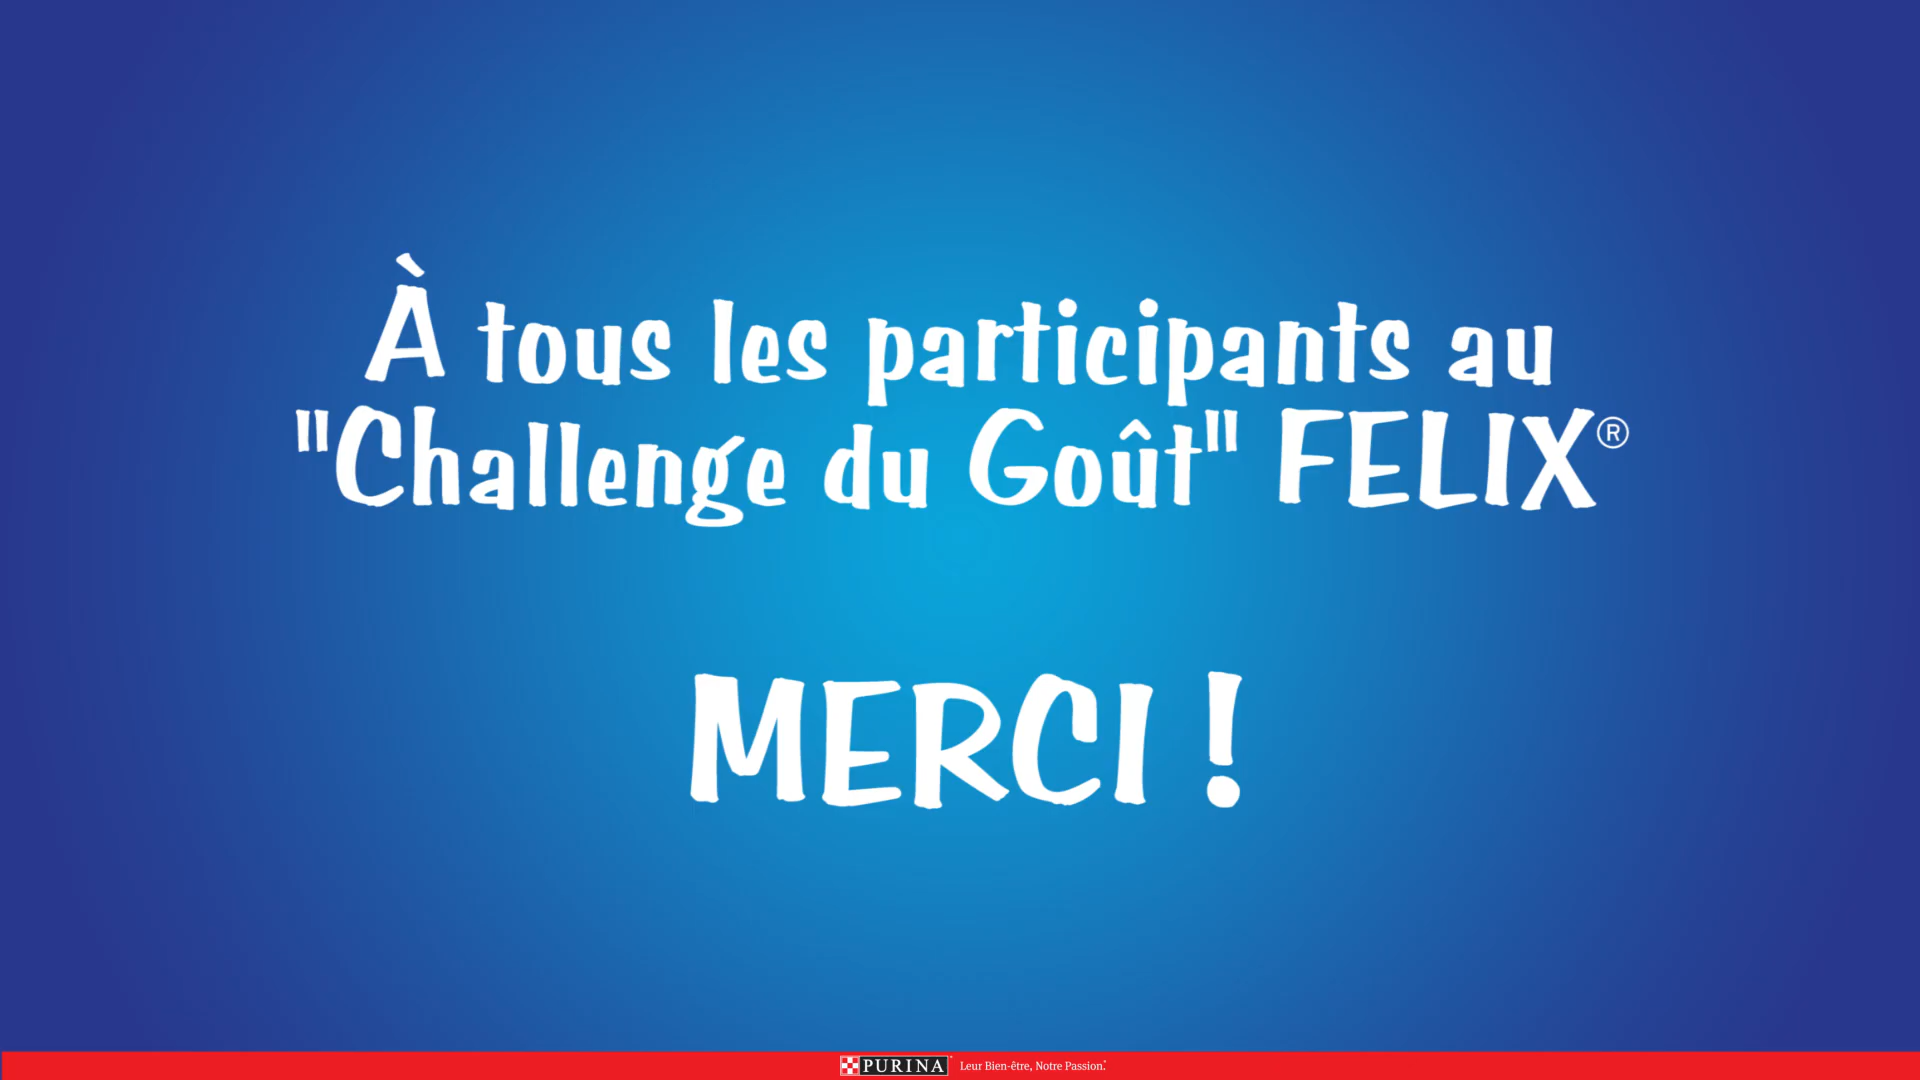 À tous les participants au
"Challenge du Goût" FELIX®
MERCI !
PURINA Leur Bien-être, Notre Passion.